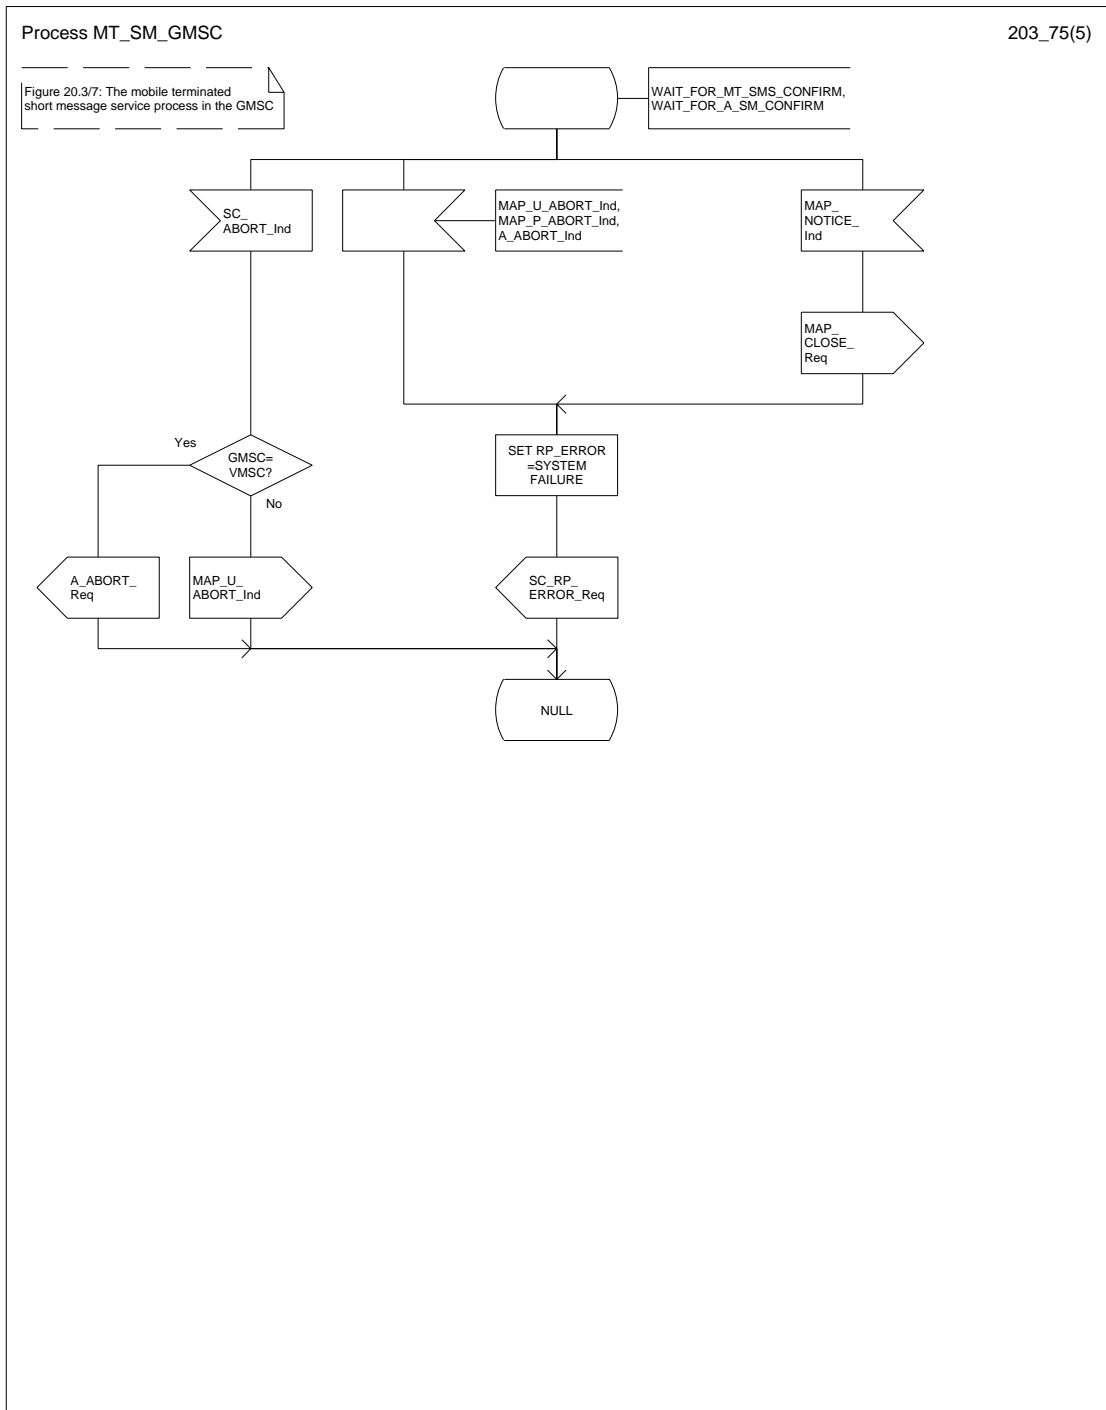 Process MT_SM_GMSC
203_75(5)
Figure 20.3/7: The mobile terminated
short message service process in the GMSC
WAIT_FOR_MT_SMS_CONFIRM,
WAIT_FOR_A_SM_CONFIRM
SC_
ABORT_Ind
MAP_U_ABORT_Ind,
MAP_P_ABORT_Ind,
A_ABORT_Ind
MAP_
NOTICE_
Ind
MAP_
CLOSE_
Req
Yes
GMSC=
VMSC?
No
SET RP_ERROR
=SYSTEM
FAILURE
A_ABORT_
Req
MAP_U_
ABORT_Ind
SC_RP_
ERROR_Req
NULL